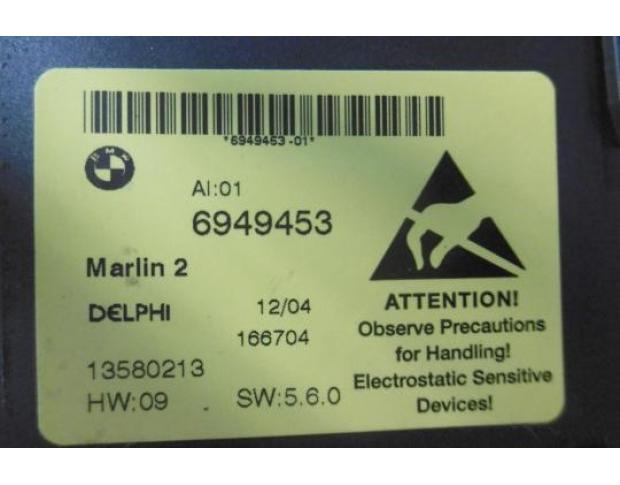 *6949453-01*
BMW
AI:01
6949453
Marlin 2
DELPHI
12/04
166704
13580213
HW:09
SW:5.6.0
ATTENTION!
Observe Precautions
for Handling!
Electrostatic Sensitive
Devices!